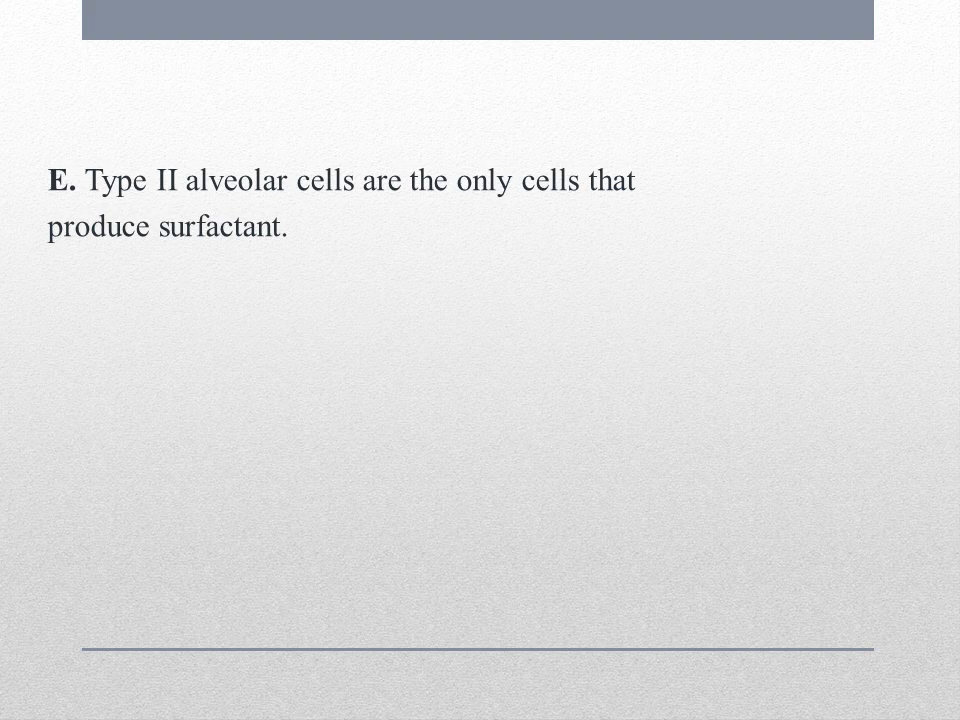 E. Type II alveolar cells are the only cells that
produce surfactant.